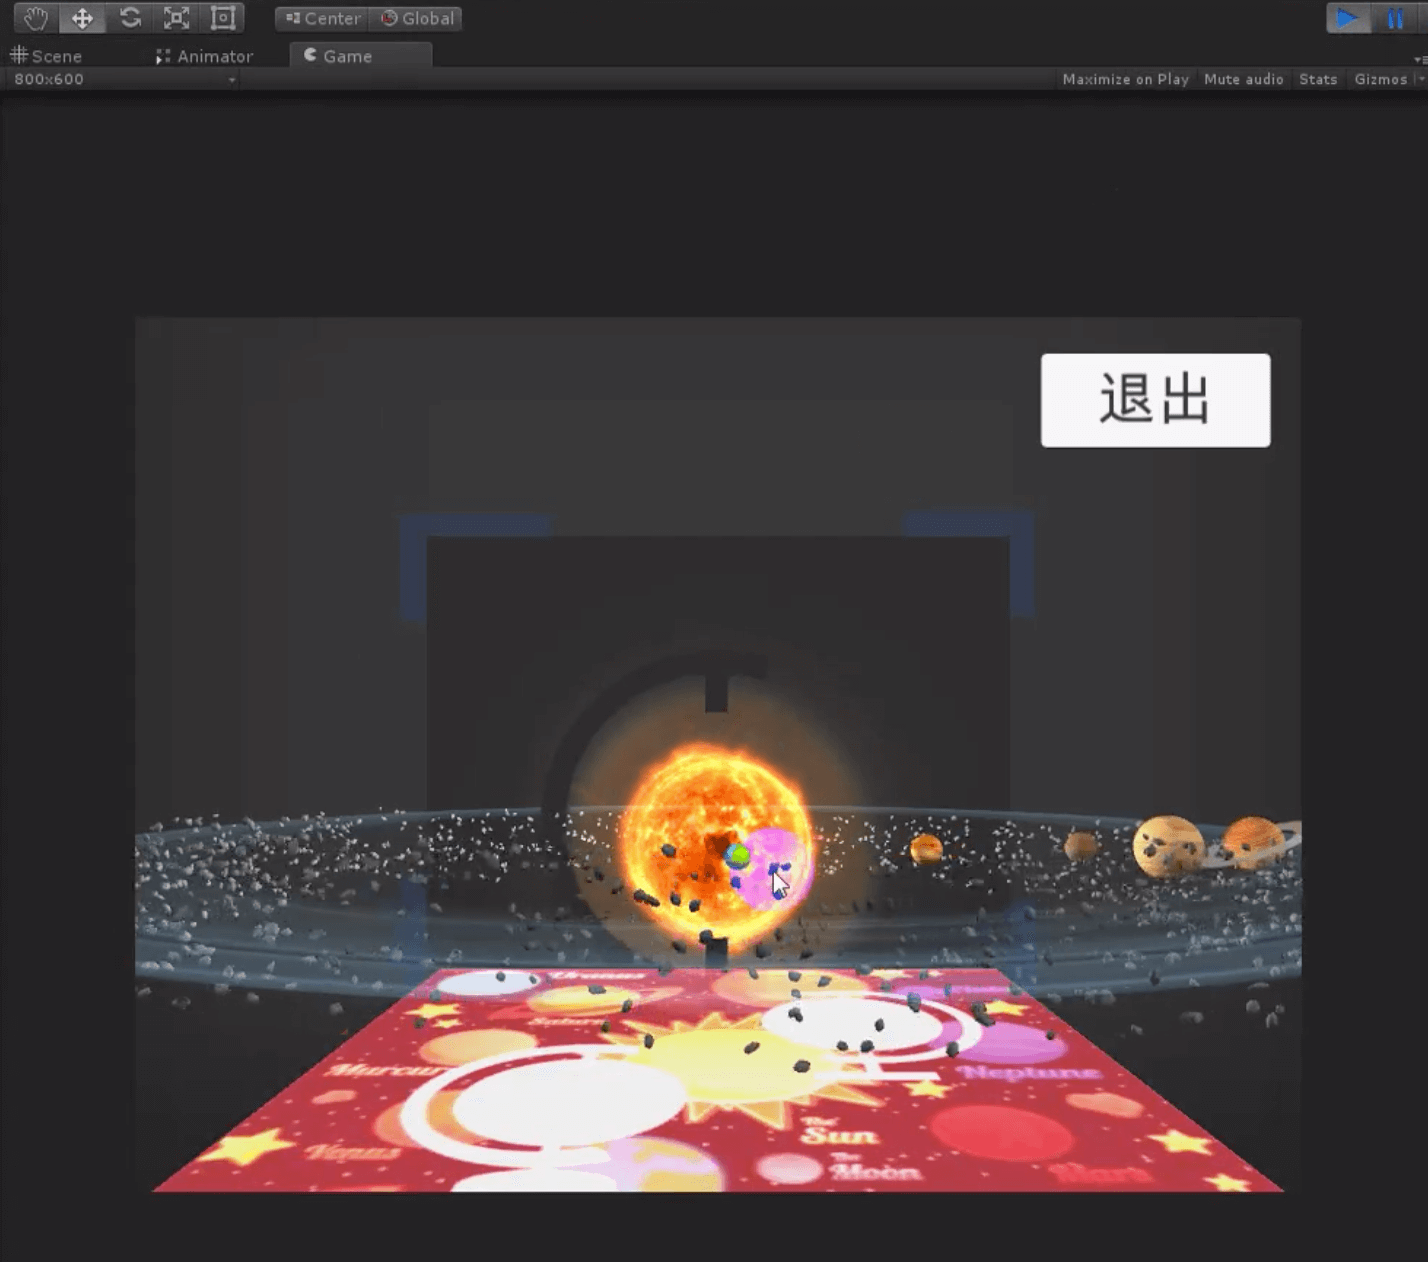 Center Global
Scene Animator Game
800x600 Maximize on Play Mute audio Stats Gizmos
退出
Uranus
Saturn
Neptune
The
Sun
Venus
The
Moon
Mars